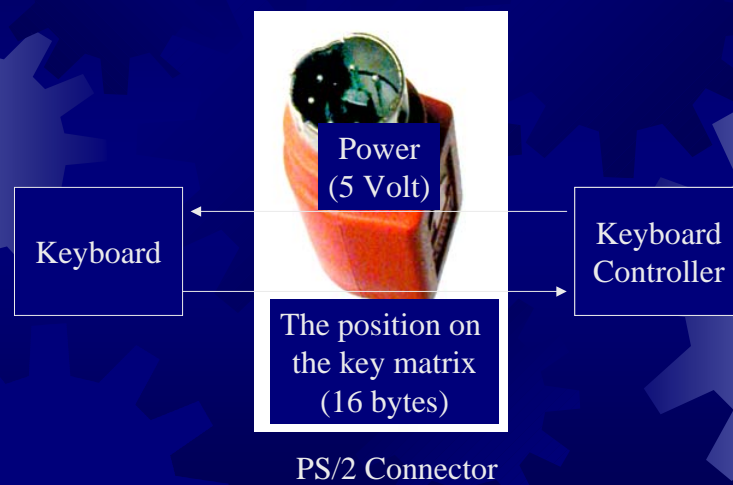 Power
(5 Volt)
Keyboard
Keyboard
Controller
The position on
the key matrix
(16 bytes)
PS/2 Connector